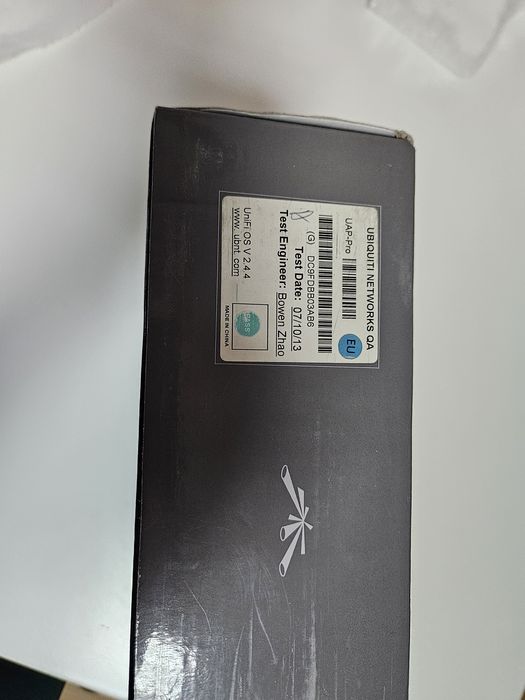 UBIQUITI NETWORKS QA
UAP-Pro
EU
(G) DC9FDBB03AB6
Test Date: 07/10/13
Test Engineer: Bowen Zhao
UniFi OS V 2.4.4
www. ubnt. com
PASS
MADE IN CHINA